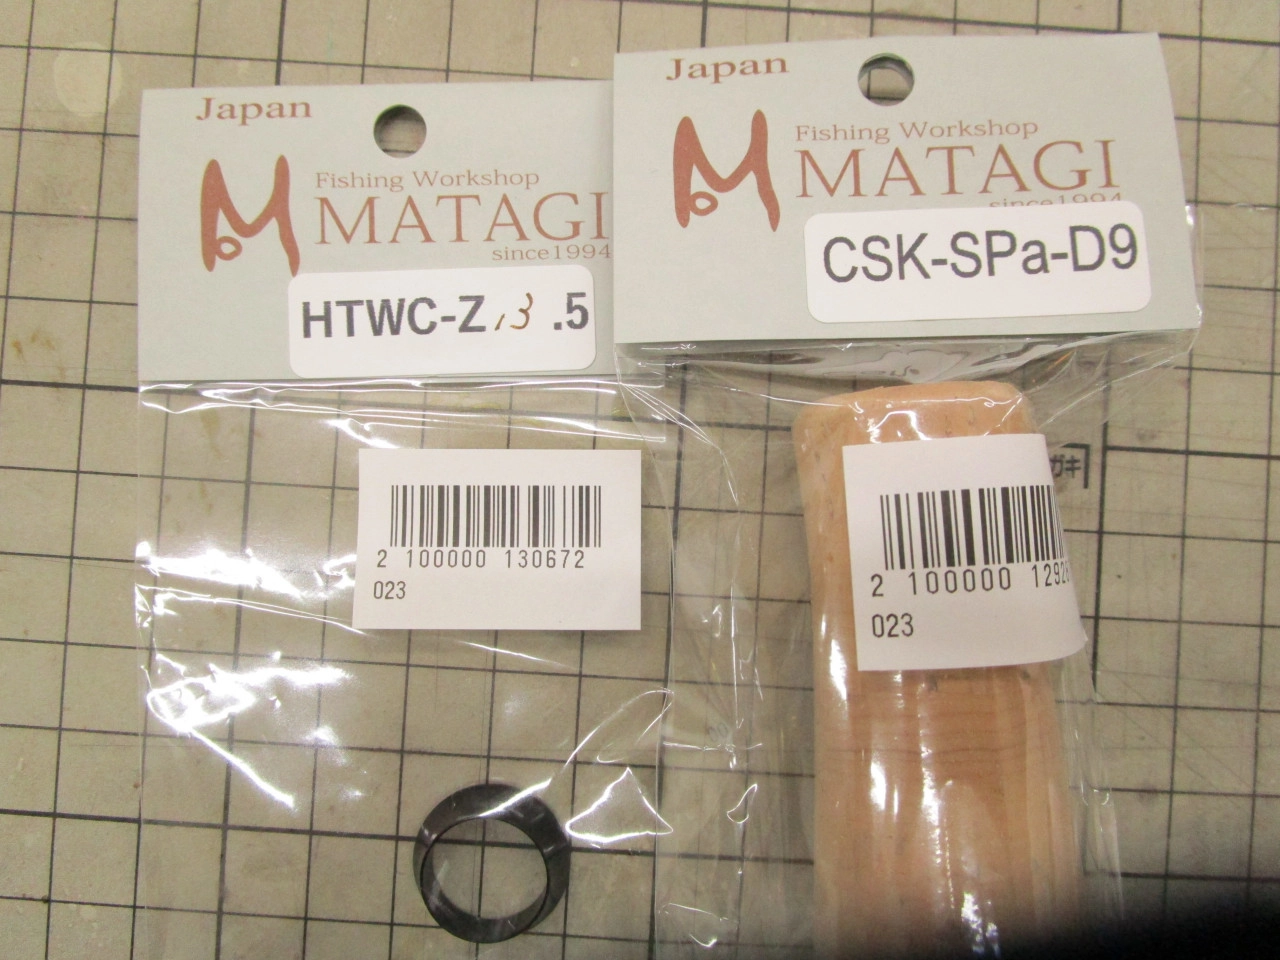 Japan
Fishing Workshop
MATAGI
since1994
HTWC-Z13.5
2 100000 130672
023
Japan
Fishing Workshop
MATAGI
since1994
CSK-SPa-D9
2 100000
023
ガキ